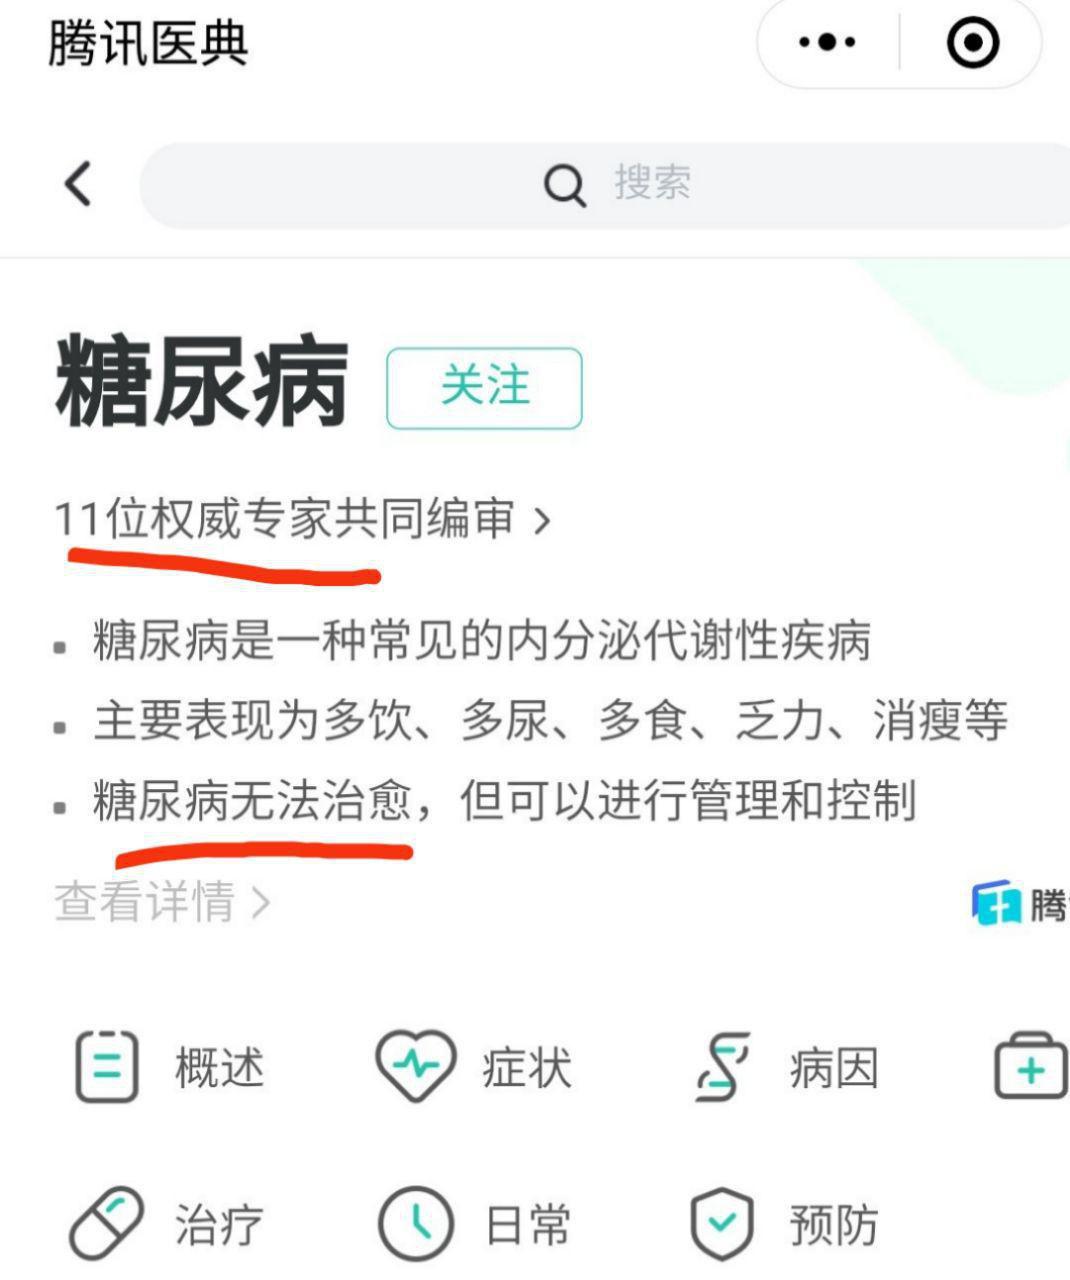 腾讯医典
搜索
糖尿病 关注
11位权威专家共同编审 >
▪ 糖尿病是一种常见的内分泌代谢性疾病
▪ 主要表现为多饮、多尿、多食、乏力、消瘦等
▪ 糖尿病无法治愈，但可以进行管理和控制
查看详情 >
腾
概述 症状 病因
治疗 日常 预防